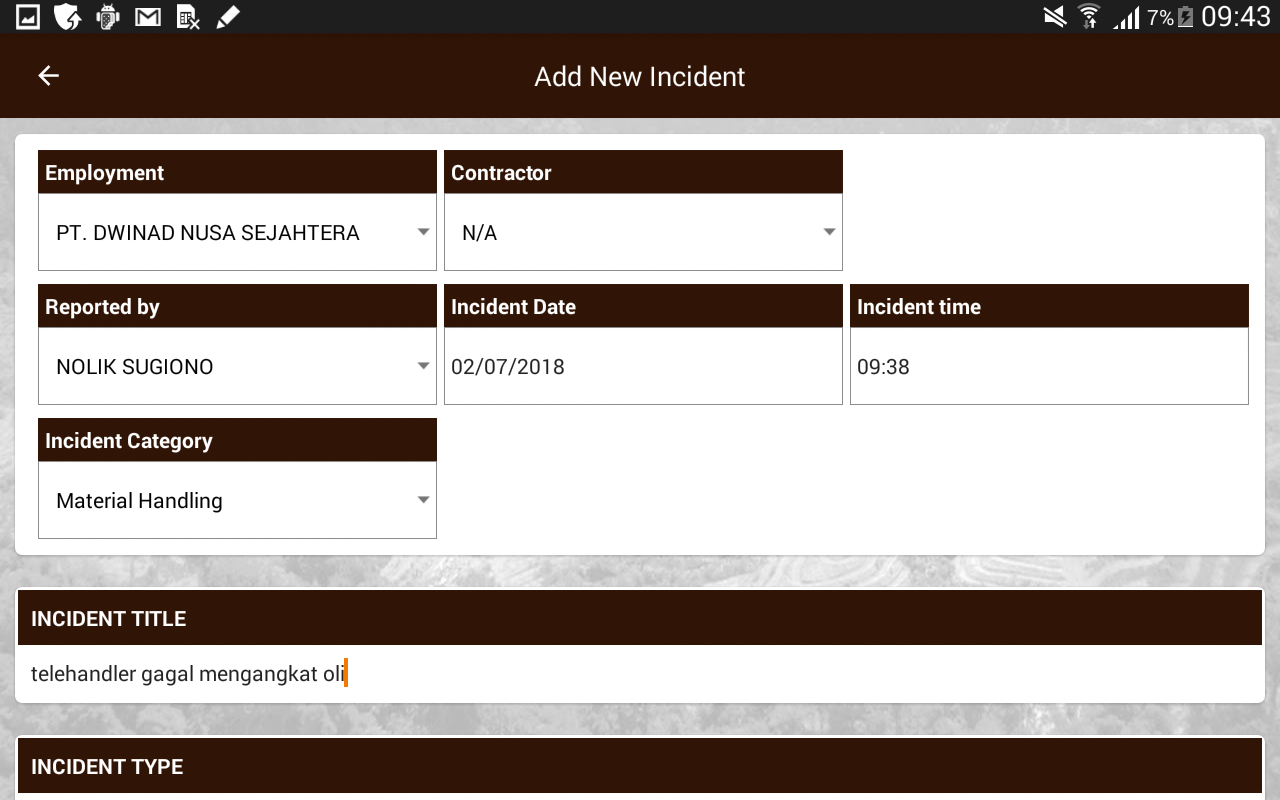 7% 09:43
Add New Incident
Employment Contractor
PT. DWINAD NUSA SEJAHTERA N/A
Reported by Incident Date Incident time
NOLIK SUGIONO 02/07/2018 09:38
Incident Category
Material Handling
INCIDENT TITLE
telehandler gagal mengangkat oli
INCIDENT TYPE